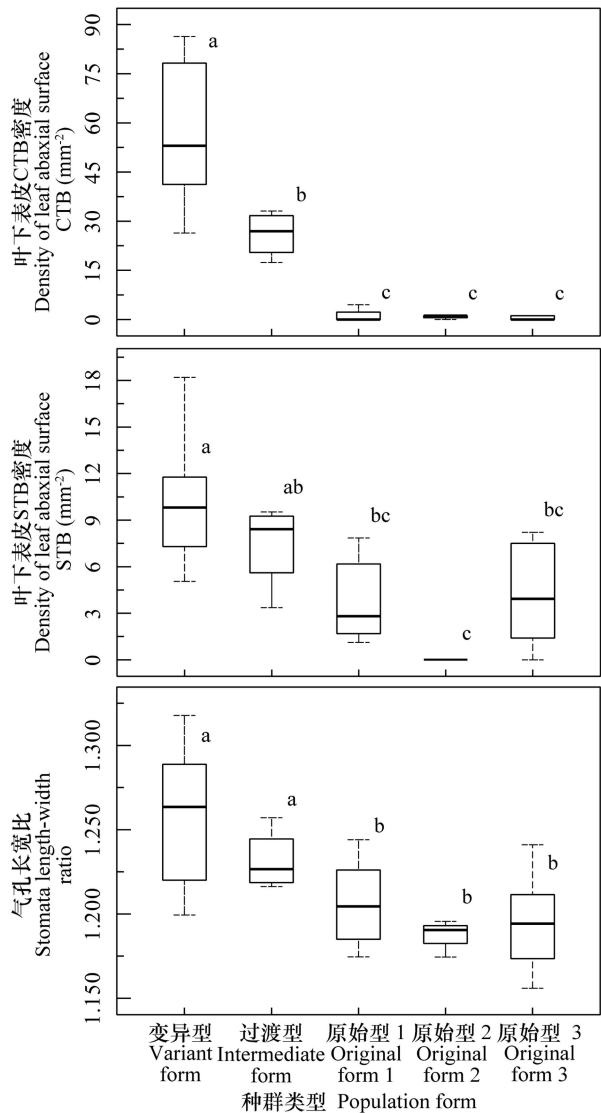 叶下表皮CTB密度
Density of leaf abaxial surface
CTB (mm-2)
90
75
60
45
30
15
0
a
b
c
c
c
叶下表皮STB密度
Density of leaf abaxial surface
STB (mm-2)
18
15
12
9
6
3
0
a
ab
bc
c
bc
气孔长宽比
Stomata length-width
ratio
1.300
1.250
1.200
1.150
a
a
b
b
b
变异型 过渡型 原始型 1 原始型 2 原始型 3
Variant Intermediate Original Original Original
form form form 1 form 2 form 3
种群类型 Population form